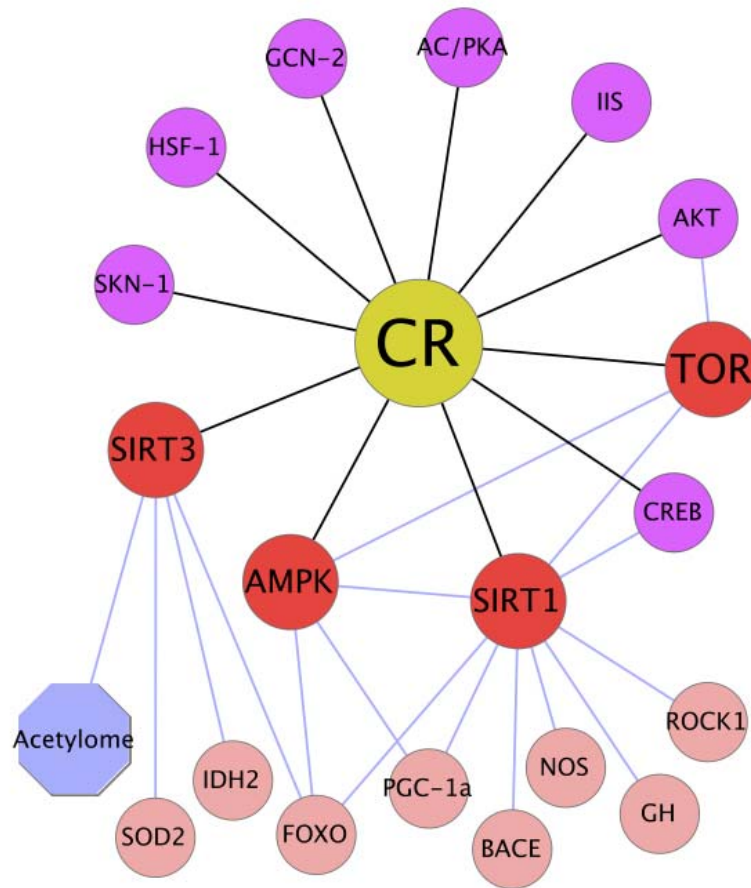 AC/PKA
GCN-2
IIS
HSF-1
AKT
SKN-1
CR
TOR
SIRT3
CREB
AMPK
SIRT1
ROCK1
Acetylome
IDH2
PGC-1a
NOS
SOD2
FOXO
GH
BACE